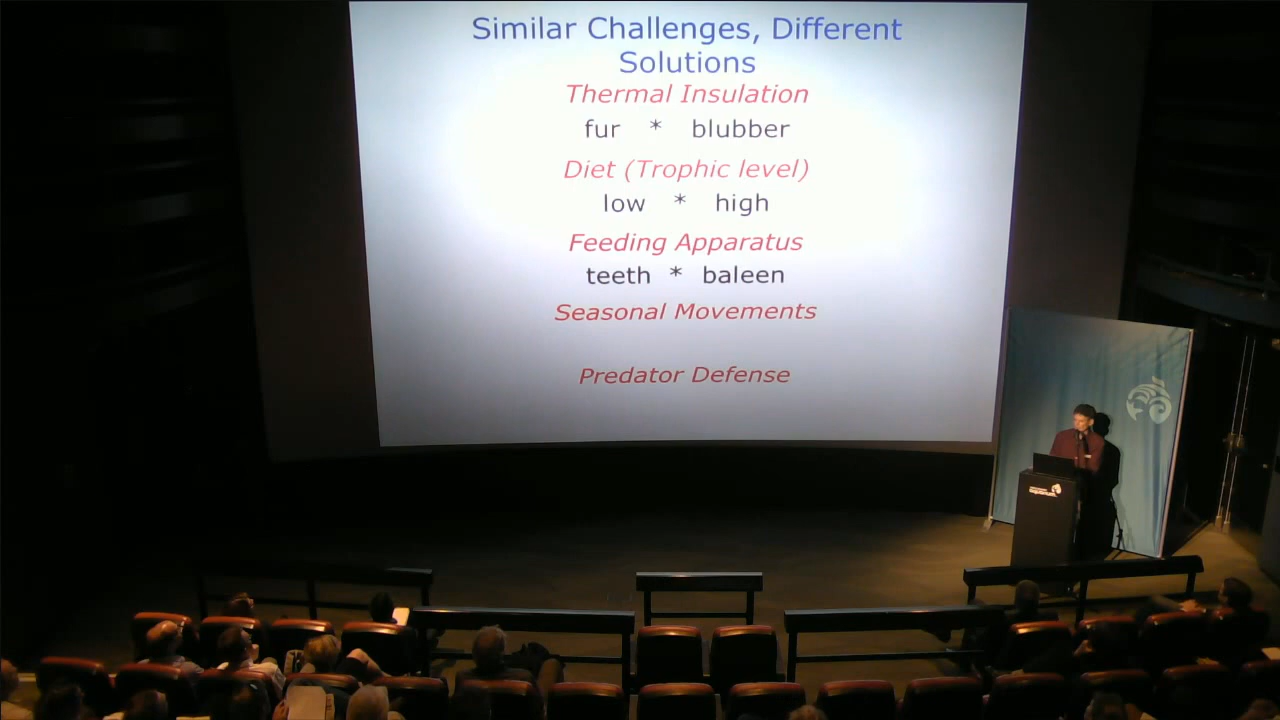 Similar Challenges, Different
Solutions
Thermal Insulation
fur * blubber
Diet (Trophic level)
low * high
Feeding Apparatus
teeth * baleen
Seasonal Movements
Predator Defense